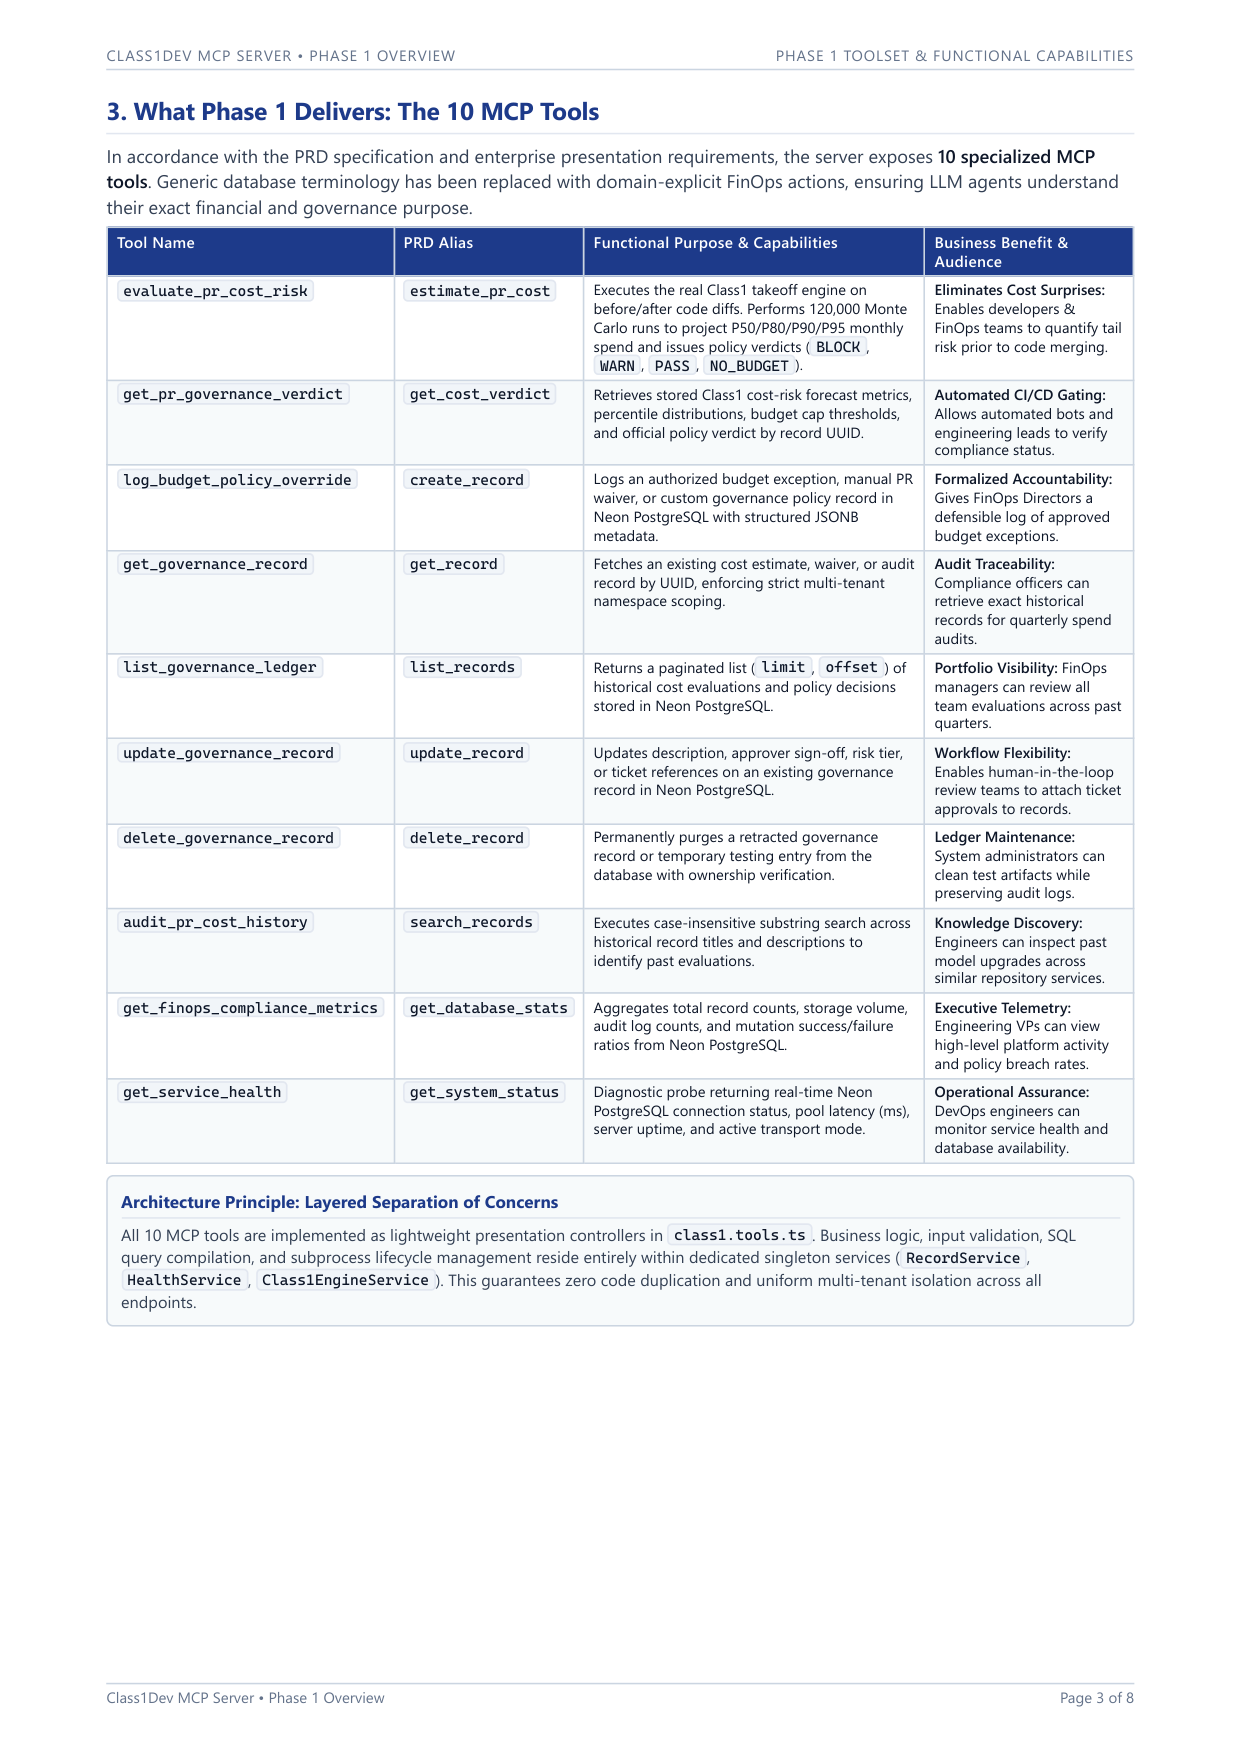 CLASS1DEV MCP SERVER • PHASE 1 OVERVIEW
PHASE 1 TOOLSET & FUNCTIONAL CAPABILITIES
3. What Phase 1 Delivers: The 10 MCP Tools
In accordance with the PRD specification and enterprise presentation requirements, the server exposes 10 specialized MCP
tools. Generic database terminology has been replaced with domain-explicit FinOps actions, ensuring LLM agents understand
their exact financial and governance purpose.
Tool Name
PRD Alias
Functional Purpose & Capabilities
Business Benefit &
Audience
evaluate_pr_cost_risk
estimate_pr_cost
Executes the real Class1 takeoff engine on
before/after code diffs. Performs 120,000 Monte
Carlo runs to project P50/P80/P90/P95 monthly
spend and issues policy verdicts ( BLOCK ,
WARN , PASS , NO_BUDGET ).
Eliminates Cost Surprises:
Enables developers &
FinOps teams to quantify tail
risk prior to code merging.
get_pr_governance_verdict
get_cost_verdict
Retrieves stored Class1 cost-risk forecast metrics,
percentile distributions, budget cap thresholds,
and official policy verdict by record UUID.
Automated CI/CD Gating:
Allows automated bots and
engineering leads to verify
compliance status.
log_budget_policy_override
create_record
Logs an authorized budget exception, manual PR
waiver, or custom governance policy record in
Neon PostgreSQL with structured JSONB
metadata.
Formalized Accountability:
Gives FinOps Directors a
defensible log of approved
budget exceptions.
get_governance_record
get_record
Fetches an existing cost estimate, waiver, or audit
record by UUID, enforcing strict multi-tenant
namespace scoping.
Audit Traceability:
Compliance officers can
retrieve exact historical
records for quarterly spend
audits.
list_governance_ledger
list_records
Returns a paginated list ( limit , offset ) of
historical cost evaluations and policy decisions
stored in Neon PostgreSQL.
Portfolio Visibility: FinOps
managers can review all
team evaluations across past
quarters.
update_governance_record
update_record
Updates description, approver sign-off, risk tier,
or ticket references on an existing governance
record in Neon PostgreSQL.
Workflow Flexibility:
Enables human-in-the-loop
review teams to attach ticket
approvals to records.
delete_governance_record
delete_record
Permanently purges a retracted governance
record or temporary testing entry from the
database with ownership verification.
Ledger Maintenance:
System administrators can
clean test artifacts while
preserving audit logs.
audit_pr_cost_history
search_records
Executes case-insensitive substring search across
historical record titles and descriptions to
identify past evaluations.
Knowledge Discovery:
Engineers can inspect past
model upgrades across
similar repository services.
get_finops_compliance_metrics
get_database_stats
Aggregates total record counts, storage volume,
audit log counts, and mutation success/failure
ratios from Neon PostgreSQL.
Executive Telemetry:
Engineering VPs can view
high-level platform activity
and policy breach rates.
get_service_health
get_system_status
Diagnostic probe returning real-time Neon
PostgreSQL connection status, pool latency (ms),
server uptime, and active transport mode.
Operational Assurance:
DevOps engineers can
monitor service health and
database availability.
Architecture Principle: Layered Separation of Concerns
All 10 MCP tools are implemented as lightweight presentation controllers in class1.tools.ts . Business logic, input validation, SQL
query compilation, and subprocess lifecycle management reside entirely within dedicated singleton services ( RecordService ,
HealthService , Class1EngineService ). This guarantees zero code duplication and uniform multi-tenant isolation across all
endpoints.
Class1Dev MCP Server • Phase 1 Overview
Page 3 of 8